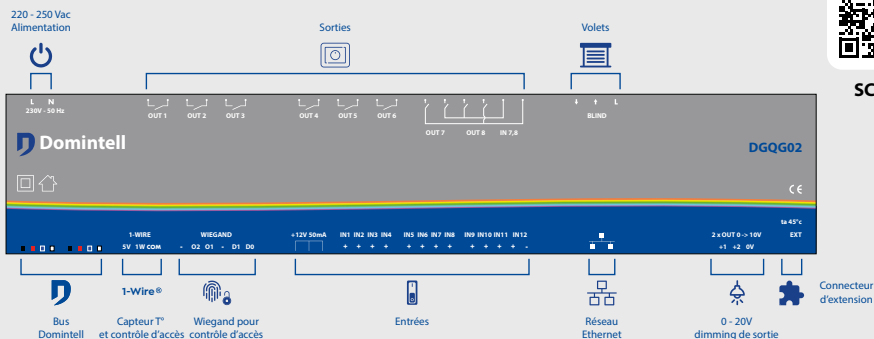 220 - 250 Vac
Alimentation
Sorties
Volets
SC
L N
230V - 50 Hz
OUT 1 OUT 2 OUT 3 OUT 4 OUT 5 OUT 6
OUT 7 OUT 8 IN 7,8
L
BLIND
Domintell
DGQG02
CE
ta 45°c
1-WIRE WIEGAND +12V 50mA IN1 IN2 IN3 IN4 IN5 IN6 IN7 IN8 IN9 IN10 IN11 IN12 2 x OUT 0 -> 10V EXT
5V 1W COM - O2 O1 - D1 D0 + + + + + + + + + + + + - +1 +2 0V
1-Wire®
Connecteur
d'extension
Bus
Domintell
Capteur T°
et contrôle d'accès
Wiegand pour
contrôle d'accès
Entrées
Réseau
Ethernet
0 - 20V
dimming de sortie